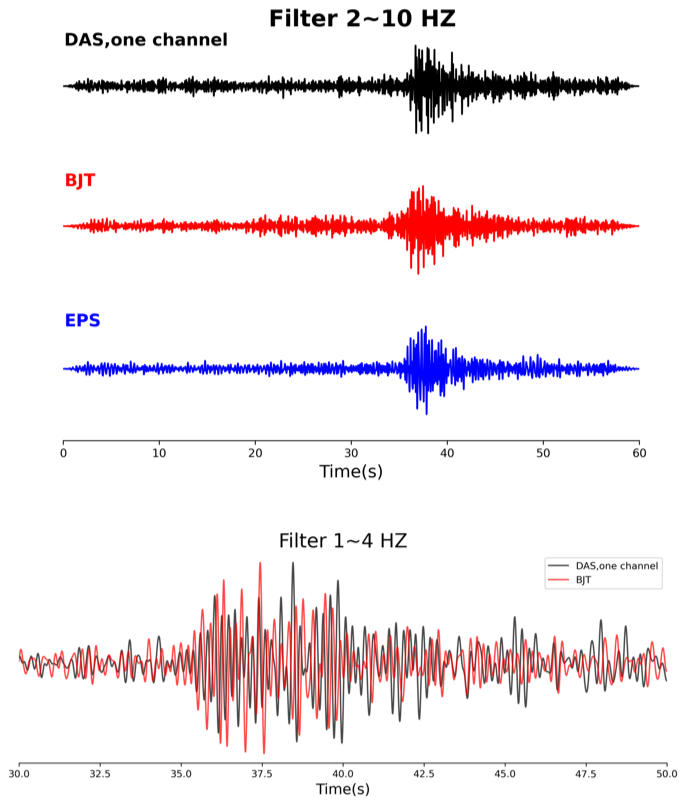 Filter 2~10 HZ
DAS,one channel
BJT
EPS
0 10 20 30 40 50 60
Time(s)
Filter 1~4 HZ
DAS,one channel
BJT
30.0 32.5 35.0 37.5 40.0 42.5 45.0 47.5 50.0
Time(s)